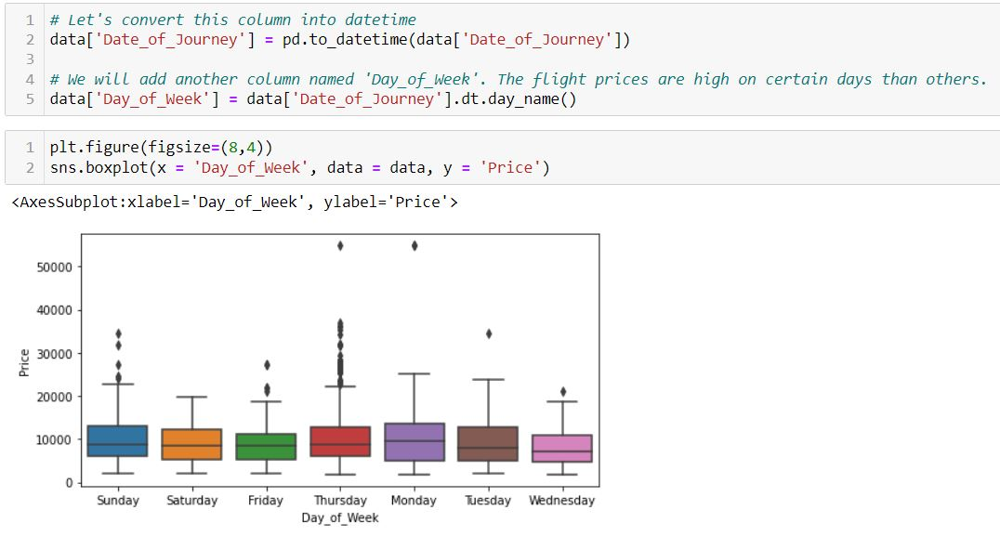 1 # Let's convert this column into datetime
2 data['Date_of_Journey'] = pd.to_datetime(data['Date_of_Journey'])
3
4 # We will add another column named 'Day_of_Week'. The flight prices are high on certain days than others.
5 data['Day_of_Week'] = data['Date_of_Journey'].dt.day_name()
1 plt.figure(figsize=(8,4))
2 sns.boxplot(x = 'Day_of_Week', data = data, y = 'Price')
<AxesSubplot:xlabel='Day_of_Week', ylabel='Price'>
50000
40000
30000
20000
10000
0
Price
Sunday Saturday Friday Thursday Monday Tuesday Wednesday
Day_of_Week